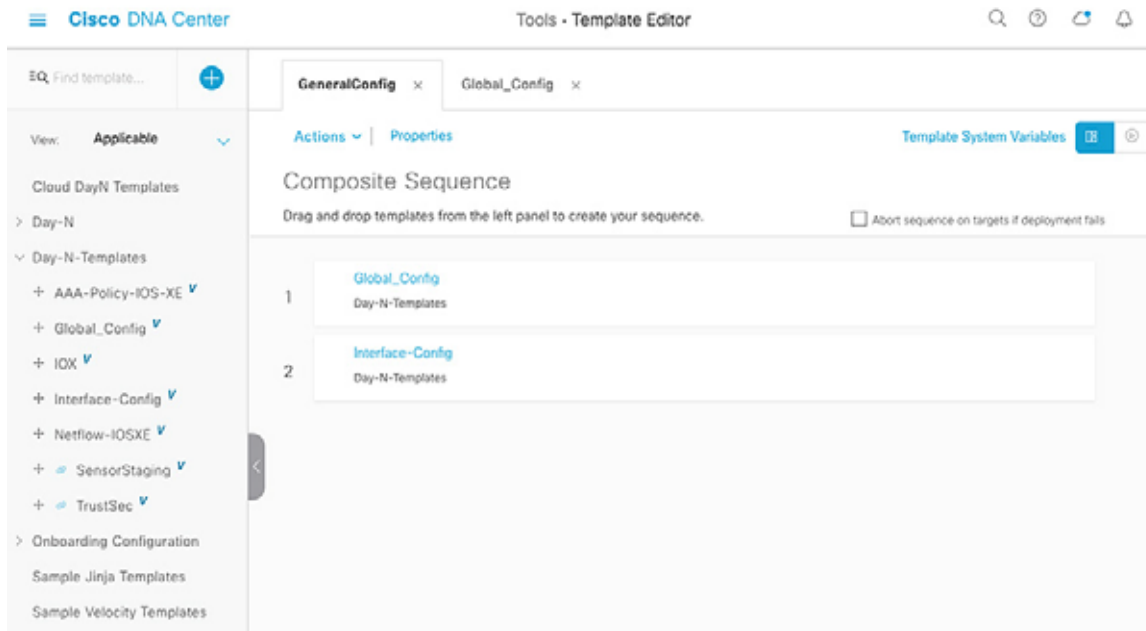 Cisco DNA Center
Tools - Template Editor
Find template...
GeneralConfig ×
Global_Config ×
View: Applicable
Actions | Properties
Template System Variables
Cloud DayN Templates
Composite Sequence
Drag and drop templates from the left panel to create your sequence.
Abort sequence on targets if deployment fails
> Day-N
Day-N-Templates
+ AAA-Policy-IOS-XE V
+ Global_Config V
+ IOX V
+ Interface-Config V
+ Netflow-IOSXE V
+ SensorStaging V
+ TrustSec V
> Onboarding Configuration
Sample Jinja Templates
Sample Velocity Templates
1
Global_Config
Day-N-Templates
2
Interface-Config
Day-N-Templates